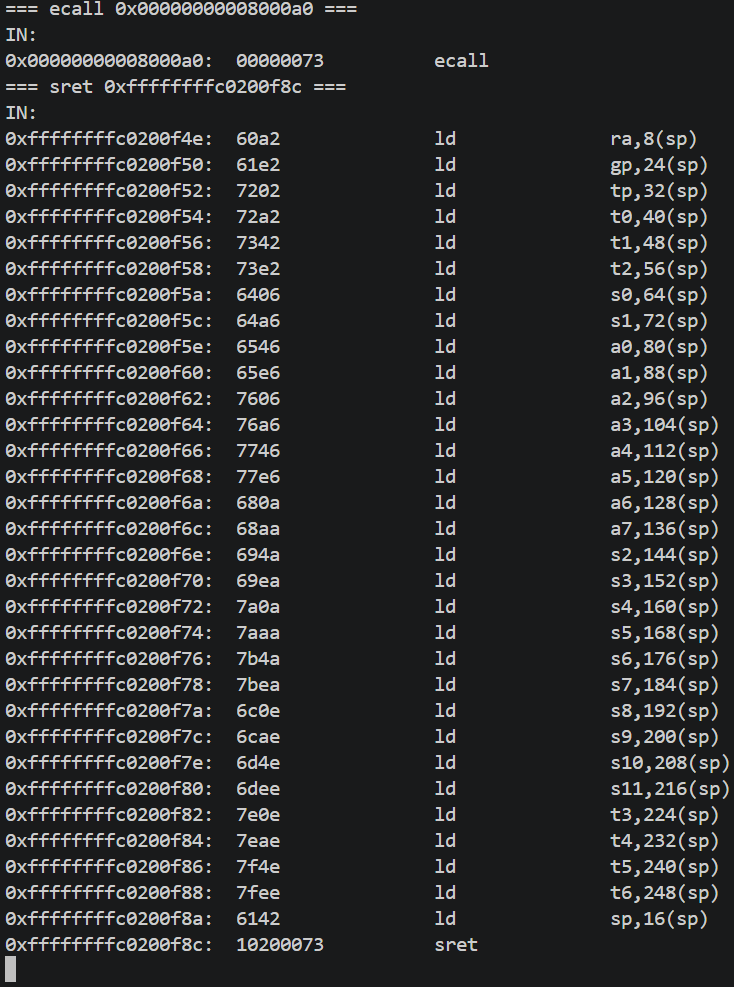 === ecall 0x00000000008000a0 ===
IN:
0x00000000008000a0:  00000073          ecall
=== sret 0xffffffffc0200f8c ===
IN:
0xffffffffc0200f4e:  60a2              ld              ra,8(sp)
0xffffffffc0200f50:  61e2              ld              gp,24(sp)
0xffffffffc0200f52:  7202              ld              tp,32(sp)
0xffffffffc0200f54:  72a2              ld              t0,40(sp)
0xffffffffc0200f56:  7342              ld              t1,48(sp)
0xffffffffc0200f58:  73e2              ld              t2,56(sp)
0xffffffffc0200f5a:  6406              ld              s0,64(sp)
0xffffffffc0200f5c:  64a6              ld              s1,72(sp)
0xffffffffc0200f5e:  6546              ld              a0,80(sp)
0xffffffffc0200f60:  65e6              ld              a1,88(sp)
0xffffffffc0200f62:  7606              ld              a2,96(sp)
0xffffffffc0200f64:  76a6              ld              a3,104(sp)
0xffffffffc0200f66:  7746              ld              a4,112(sp)
0xffffffffc0200f68:  77e6              ld              a5,120(sp)
0xffffffffc0200f6a:  680a              ld              a6,128(sp)
0xffffffffc0200f6c:  68aa              ld              a7,136(sp)
0xffffffffc0200f6e:  694a              ld              s2,144(sp)
0xffffffffc0200f70:  69ea              ld              s3,152(sp)
0xffffffffc0200f72:  7a0a              ld              s4,160(sp)
0xffffffffc0200f74:  7aaa              ld              s5,168(sp)
0xffffffffc0200f76:  7b4a              ld              s6,176(sp)
0xffffffffc0200f78:  7bea              ld              s7,184(sp)
0xffffffffc0200f7a:  6c0e              ld              s8,192(sp)
0xffffffffc0200f7c:  6cae              ld              s9,200(sp)
0xffffffffc0200f7e:  6d4e              ld              s10,208(sp)
0xffffffffc0200f80:  6dee              ld              s11,216(sp)
0xffffffffc0200f82:  7e0e              ld              t3,224(sp)
0xffffffffc0200f84:  7eae              ld              t4,232(sp)
0xffffffffc0200f86:  7f4e              ld              t5,240(sp)
0xffffffffc0200f88:  7fee              ld              t6,248(sp)
0xffffffffc0200f8a:  6142              ld              sp,16(sp)
0xffffffffc0200f8c:  10200073          sret